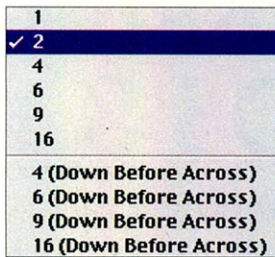 1
✓ 2
4
6
9
16
4 (Down Before Across)
6 (Down Before Across)
9 (Down Before Across)
16 (Down Before Across)